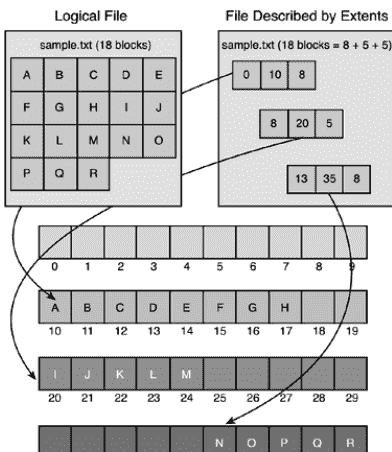 Logical File
File Described by Extents
sample.txt (18 blocks)
A B C D E
F G H I J
K L M N O
P Q R
sample.txt (18 blocks = 8 + 5 + 5)
0 10 8
8 20 5
13 35 8
0 1 2 3 4 5 6 7 8 9
A B C D E F G H
10 11 12 13 14 15 16 17 18 19
I J K L M
20 21 22 23 24 25 26 27 28 29
N O P Q R